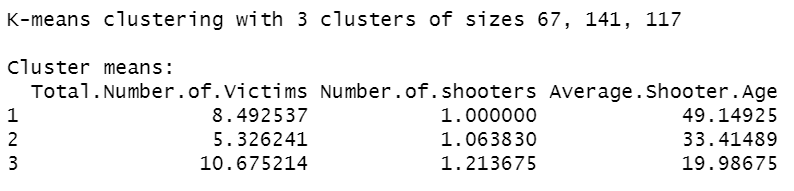 K-means clustering with 3 clusters of sizes 67, 141, 117
Cluster means:
Total.Number.of.Victims Number.of.shooters Average.Shooter.Age
1 8.492537 1.000000 49.14925
2 5.326241 1.063830 33.41489
3 10.675214 1.213675 19.98675